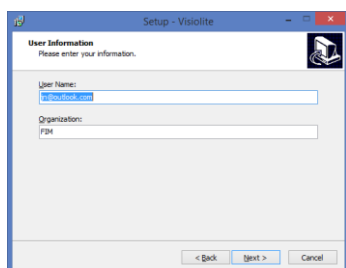 Setup - Visiolite
User Information
Please enter your information.
User Name:
m@outlook.com
Organization:
FIM
< Back
Next >
Cancel